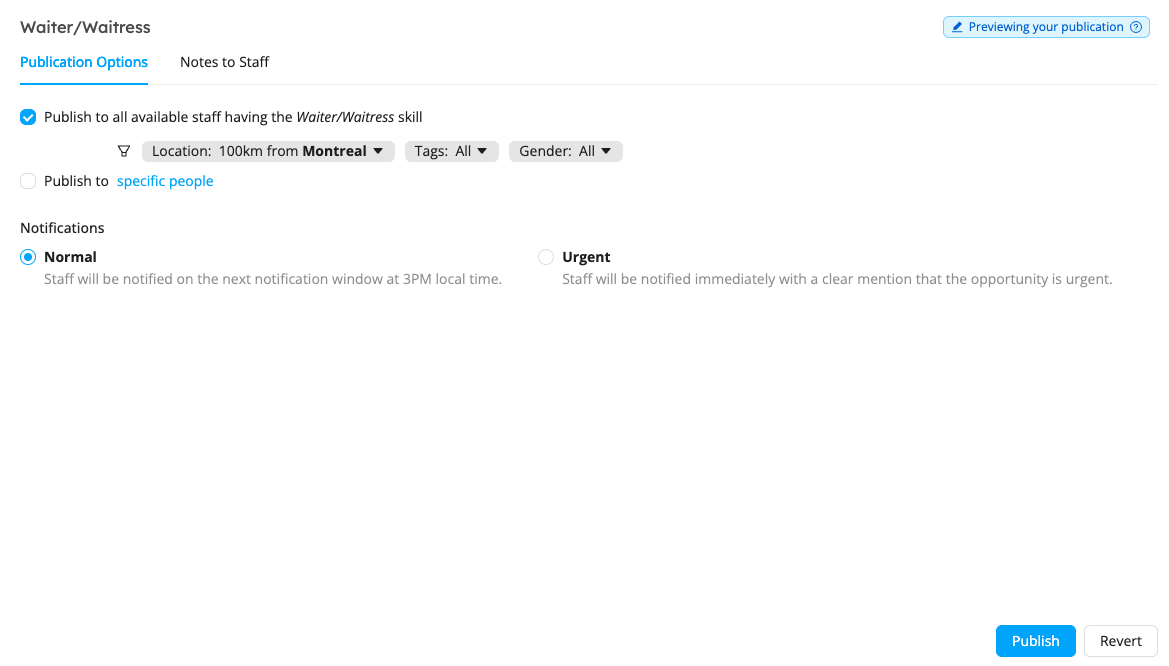 Waiter/Waitress
Previewing your publication
Publication Options
Notes to Staff
Publish to all available staff having the Waiter/Waitress skill
Location: 100km from Montreal
Tags: All
Gender: All
Publish to specific people
Notifications
Normal
Staff will be notified on the next notification window at 3PM local time.
Urgent
Staff will be notified immediately with a clear mention that the opportunity is urgent.
Publish
Revert